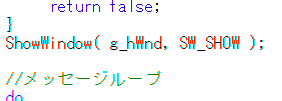 return false;
}
ShowWindow( g_hWnd, SW_SHOW );
//メッセージループ
do